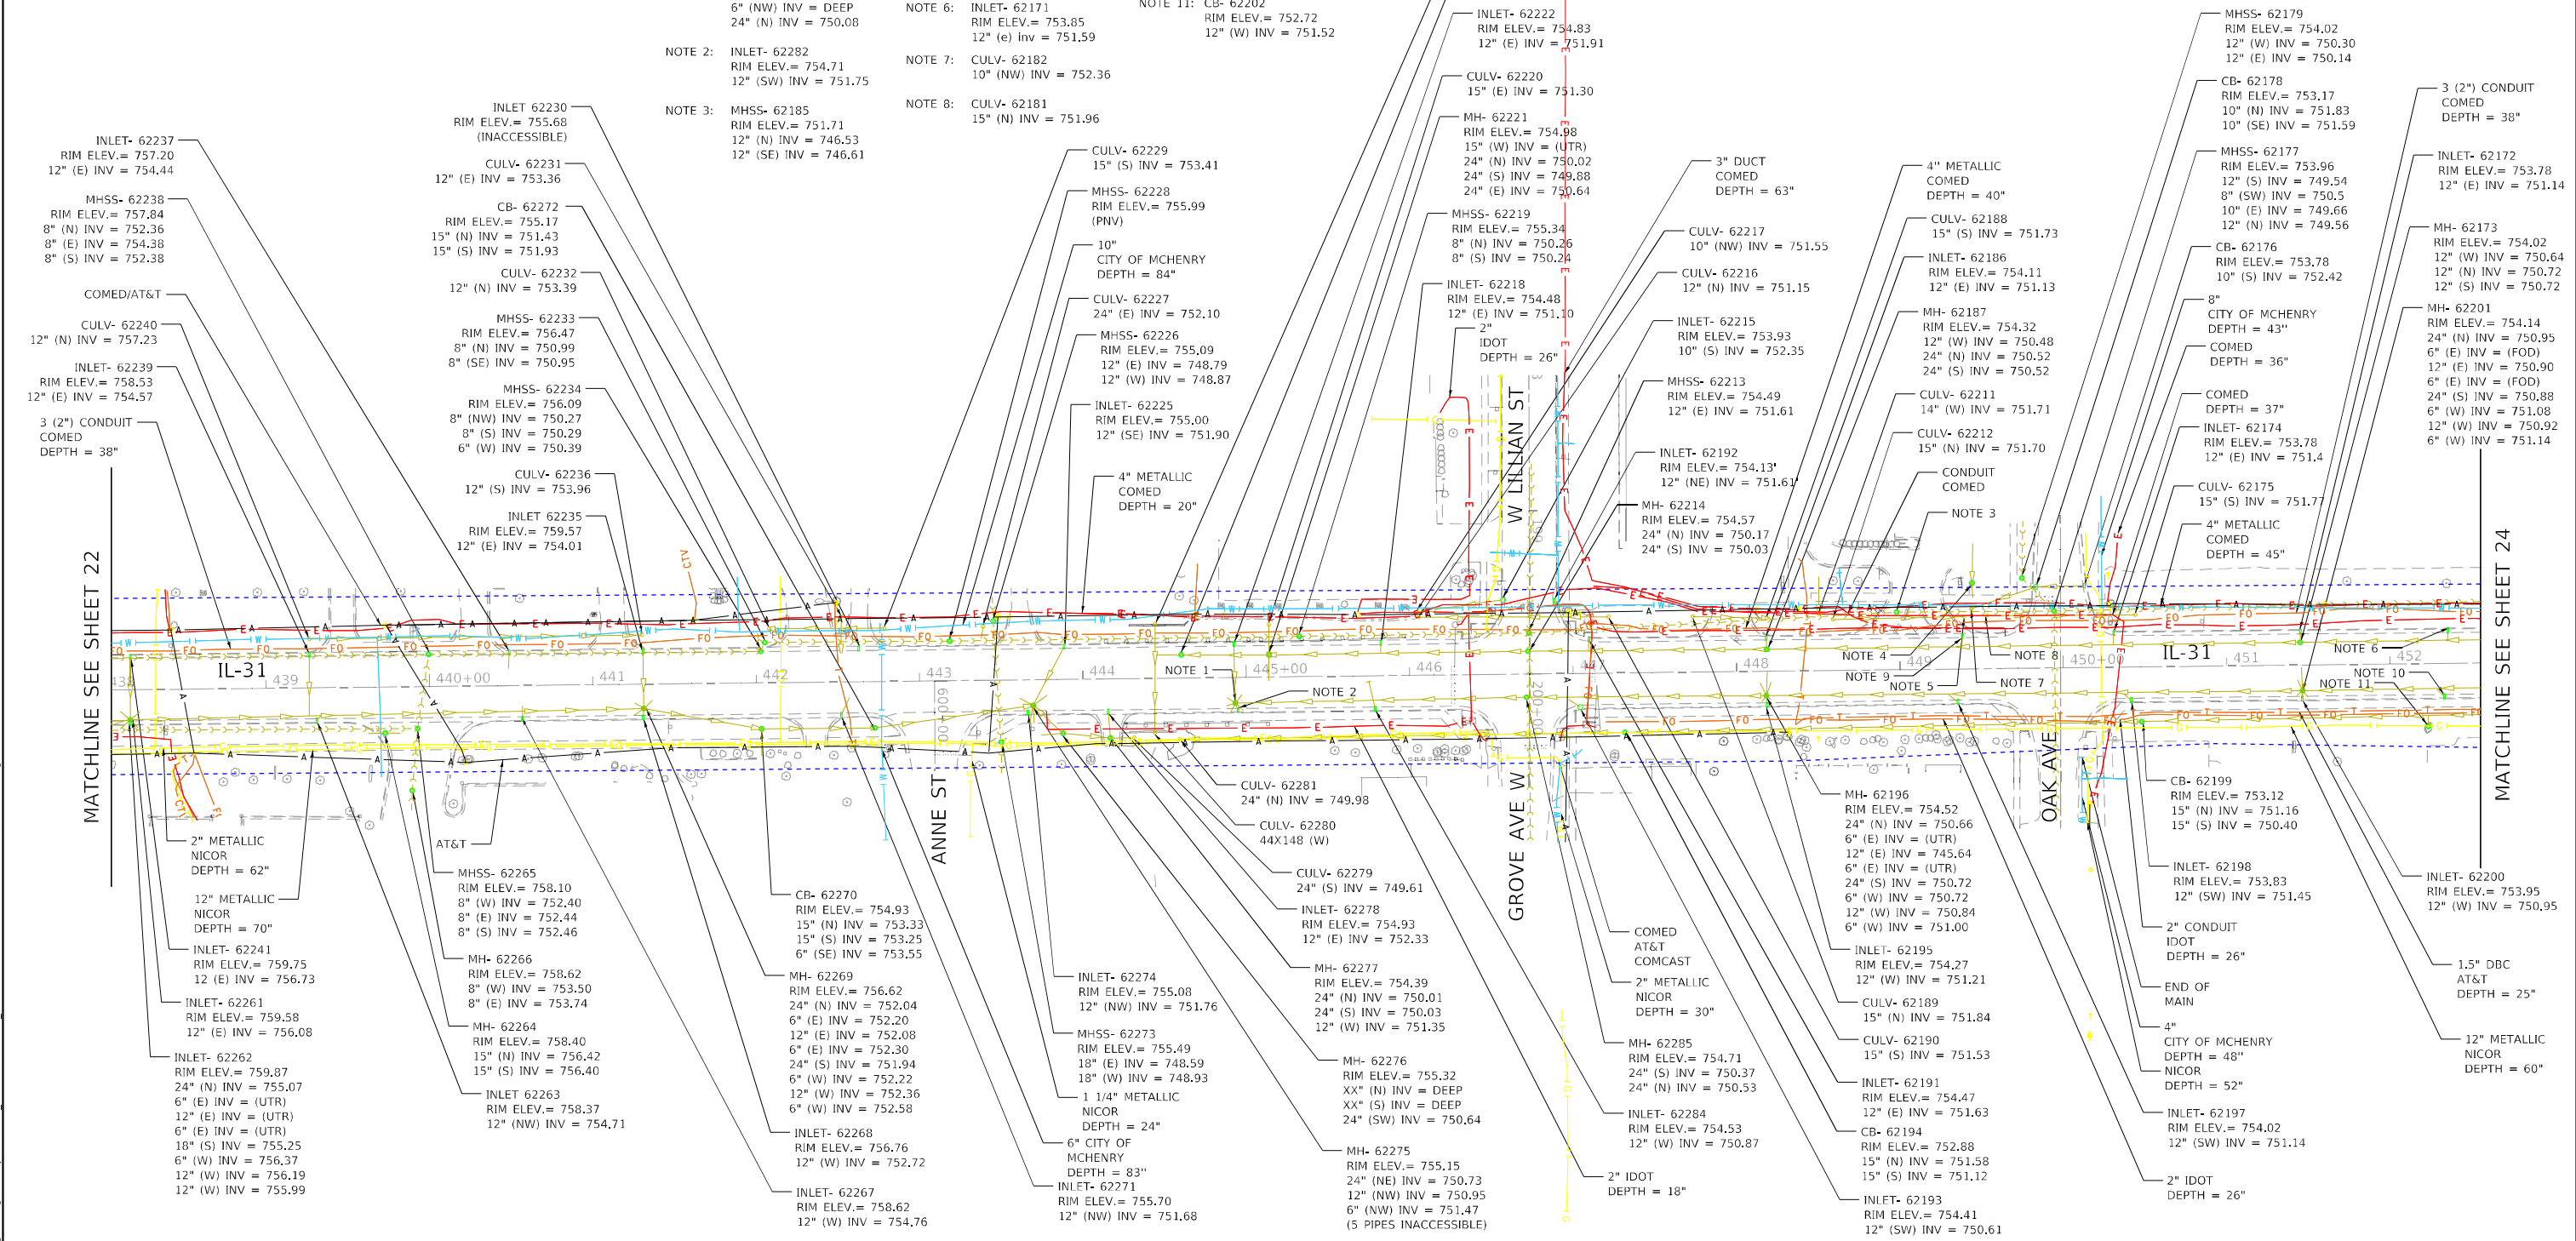 6" (NW) INV = DEEP
24" (N) INV = 750.08
NOTE 2: INLET- 62282
RIM ELEV.= 754.71
12" (SW) INV = 751.75
NOTE 3: MHSS- 62185
RIM ELEV.= 751.71
12" (N) INV = 746.53
12" (SE) INV = 746.61
NOTE 6: INLET- 62171
RIM ELEV.= 753.85
12" (e) inv = 751.59
NOTE 7: CULV- 62182
10" (NW) INV = 752.36
NOTE 8: CULV- 62181
15" (N) INV = 751.96
NOTE 11: CB- 62202
RIM ELEV.= 752.72
12" (W) INV = 751.52
INLET- 62237
RIM ELEV.= 757.20
12" (E) INV = 754.44
MHSS- 62238
RIM ELEV.= 757.84
8" (N) INV = 752.36
8" (E) INV = 754.38
8" (S) INV = 752.38
COMED/AT&T
CULV- 62240
12" (N) INV = 757.23
INLET- 62239
RIM ELEV.= 758.53
12" (E) INV = 754.57
3 (2") CONDUIT
COMED
DEPTH = 38"
INLET 62230
RIM ELEV.= 755.68
(INACCESSIBLE)
CULV- 62231
12" (E) INV = 753.36
CB- 62272
RIM ELEV.= 755.17
15" (N) INV = 751.43
15" (S) INV = 751.93
CULV- 62232
12" (N) INV = 753.39
MHSS- 62233
RIM ELEV.= 756.47
8" (N) INV = 750.99
8" (SE) INV = 750.95
MHSS- 62234
RIM ELEV.= 756.09
8" (NW) INV = 750.27
8" (S) INV = 750.29
6" (W) INV = 750.39
CULV- 62236
12" (S) INV = 753.96
INLET 62235
RIM ELEV.= 759.57
12" (E) INV = 754.01
CULV- 62229
15" (S) INV = 753.41
MHSS- 62228
RIM ELEV.= 755.99
(PNV)
10"
CITY OF MCHENRY
DEPTH = 84"
CULV- 62227
24" (E) INV = 752.10
MHSS- 62226
RIM ELEV.= 755.09
12" (E) INV = 748.79
12" (W) INV = 748.87
INLET- 62225
RIM ELEV.= 755.00
12" (SE) INV = 751.90
4" METALLIC
COMED
DEPTH = 20"
INLET- 62222
RIM ELEV.= 754.83
12" (E) INV = 751.91
CULV- 62220
15" (E) INV = 751.30
MH- 62221
RIM ELEV.= 754.98
15" (W) INV = (UTR)
24" (N) INV = 750.02
24" (S) INV = 749.88
24" (E) INV = 750.64
MHSS- 62219
RIM ELEV.= 755.34
8" (N) INV = 750.26
8" (S) INV = 750.24
INLET- 62218
RIM ELEV.= 754.48
12" (E) INV = 751.10
2"
IDOT
DEPTH = 26"
3" DUCT
COMED
DEPTH = 63"
CULV- 62217
10" (NW) INV = 751.55
CULV- 62216
12" (N) INV = 751.15
INLET- 62215
RIM ELEV.= 753.93
10" (S) INV = 752.35
MHSS- 62213
RIM ELEV.= 754.49
12" (E) INV = 751.61
INLET- 62192
RIM ELEV.= 754.13'
12" (NE) INV = 751.61'
MH- 62214
RIM ELEV.= 754.57
24" (N) INV = 750.17
24" (S) INV = 750.03
4" METALLIC
COMED
DEPTH = 40"
CULV- 62188
15" (S) INV = 751.73
INLET- 62186
RIM ELEV.= 754.11
12" (E) INV = 751.13
MH- 62187
RIM ELEV.= 754.32
12" (W) INV = 750.48
24" (N) INV = 750.52
24" (S) INV = 750.52
CULV- 62211
14" (W) INV = 751.71
CULV- 62212
15" (N) INV = 751.70
CONDUIT
COMED
NOTE 3
MHSS- 62179
RIM ELEV.= 754.02
12" (W) INV = 750.30
12" (E) INV = 750.14
CB- 62178
RIM ELEV.= 753.17
10" (N) INV = 751.83
10" (SE) INV = 751.59
MHSS- 62177
RIM ELEV.= 753.96
12" (S) INV = 749.54
8" (SW) INV = 750.5
10" (E) INV = 749.66
12" (N) INV = 749.56
CB- 62176
RIM ELEV.= 753.78
10" (S) INV = 752.42
8"
CITY OF MCHENRY
DEPTH = 43"
COMED
DEPTH = 36"
COMED
DEPTH = 37"
INLET- 62174
RIM ELEV.= 753.78
12" (E) INV = 751.4
CULV- 62175
15" (S) INV = 751.77
4" METALLIC
COMED
DEPTH = 45"
3 (2") CONDUIT
COMED
DEPTH = 38"
INLET- 62172
RIM ELEV.= 753.78
12" (E) INV = 751.14
MH- 62173
RIM ELEV.= 754.02
12" (W) INV = 750.64
12" (N) INV = 750.72
12" (S) INV = 750.72
MH- 62201
RIM ELEV.= 754.14
24" (N) INV = 750.95
6" (E) INV = (FOD)
12" (E) INV = 750.90
6" (E) INV = (FOD)
24" (S) INV = 750.88
6" (W) INV = 751.08
12" (W) INV = 750.92
6" (W) INV = 751.14
MATCHLINE SEE SHEET 22
MATCHLINE SEE SHEET 24
W LILLIAN ST
GROVE AVE W
ANNE ST
OAK AVE
IL-31
IL-31
438
439
440+00
441
442
443
444
445+00
446
447
448
449
450+00
451
452
NOTE 1
NOTE 2
NOTE 4
NOTE 9
NOTE 5
NOTE 7
NOTE 8
NOTE 6
NOTE 10
NOTE 11
2" METALLIC
NICOR
DEPTH = 62"
12" METALLIC
NICOR
DEPTH = 70"
INLET- 62241
RIM ELEV.= 759.75
12 (E) INV = 756.73
INLET- 62261
RIM ELEV.= 759.58
12" (E) INV = 756.08
INLET- 62262
RIM ELEV.= 759.87
24" (N) INV = 755.07
6" (E) INV = (UTR)
12" (E) INV = (UTR)
6" (E) INV = (UTR)
18" (S) INV = 755.25
6" (W) INV = 756.37
12" (W) INV = 756.19
12" (W) INV = 755.99
AT&T
MHSS- 62265
RIM ELEV.= 758.10
8" (W) INV = 752.40
8" (E) INV = 752.44
8" (S) INV = 752.46
MH- 62266
RIM ELEV.= 758.62
8" (W) INV = 753.50
8" (E) INV = 753.74
MH- 62264
RIM ELEV.= 758.40
15" (N) INV = 756.42
15" (S) INV = 756.40
INLET 62263
RIM ELEV.= 758.37
12" (NW) INV = 754.71
CB- 62270
RIM ELEV.= 754.93
15" (N) INV = 753.33
15" (S) INV = 753.25
6" (SE) INV = 753.55
MH- 62269
RIM ELEV.= 756.62
24" (N) INV = 752.04
6" (E) INV = 752.20
12" (E) INV = 752.08
6" (E) INV = 752.30
24" (S) INV = 751.94
6" (W) INV = 752.22
12" (W) INV = 752.36
6" (W) INV = 752.58
INLET- 62268
RIM ELEV.= 756.76
12" (W) INV = 752.72
INLET- 62267
RIM ELEV.= 758.62
12" (W) INV = 754.76
INLET- 62274
RIM ELEV.= 755.08
12" (NW) INV = 751.76
MHSS- 62273
RIM ELEV.= 755.49
18" (E) INV = 748.59
18" (W) INV = 748.93
1 1/4" METALLIC
NICOR
DEPTH = 24"
6" CITY OF
MCHENRY
DEPTH = 83"
INLET- 62271
RIM ELEV.= 755.70
12" (NW) INV = 751.68
CULV- 62281
24" (N) INV = 749.98
CULV- 62280
44X148 (W)
CULV- 62279
24" (S) INV = 749.61
INLET- 62278
RIM ELEV.= 754.93
12" (E) INV = 752.33
MH- 62277
RIM ELEV.= 754.39
24" (N) INV = 750.01
24" (S) INV = 750.03
12" (W) INV = 751.35
MH- 62276
RIM ELEV.= 755.32
XX" (N) INV = DEEP
XX" (S) INV = DEEP
24" (SW) INV = 750.64
MH- 62275
RIM ELEV.= 755.15
24" (NE) INV = 750.73
12" (NW) INV = 750.95
6" (NW) INV = 751.47
(5 PIPES INACCESSIBLE)
COMED
AT&T
COMCAST
2" METALLIC
NICOR
DEPTH = 30"
MH- 62285
RIM ELEV.= 754.71
24" (S) INV = 750.37
24" (N) INV = 750.53
INLET- 62284
RIM ELEV.= 754.53
12" (W) INV = 750.87
2" IDOT
DEPTH = 18"
MH- 62196
RIM ELEV.= 754.52
24" (N) INV = 750.66
6" (E) INV = (UTR)
12" (E) INV = 745.64
6" (E) INV = (UTR)
24" (S) INV = 750.72
6" (W) INV = 750.72
12" (W) INV = 750.84
6" (W) INV = 751.00
INLET- 62195
RIM ELEV.= 754.27
12" (W) INV = 751.21
CULV- 62189
15" (N) INV = 751.84
CULV- 62190
15" (S) INV = 751.53
INLET- 62191
RIM ELEV.= 754.47
12" (E) INV = 751.63
CB- 62194
RIM ELEV.= 752.88
15" (N) INV = 751.58
15" (S) INV = 751.12
INLET- 62193
RIM ELEV.= 754.41
12" (SW) INV = 750.61
CB- 62199
RIM ELEV.= 753.12
15" (N) INV = 751.16
15" (S) INV = 750.40
INLET- 62198
RIM ELEV.= 753.83
12" (SW) INV = 751.45
2" CONDUIT
IDOT
DEPTH = 26"
END OF
MAIN
4"
CITY OF MCHENRY
DEPTH = 48"
NICOR
DEPTH = 52"
INLET- 62197
RIM ELEV.= 754.02
12" (SW) INV = 751.14
2" IDOT
DEPTH = 26"
INLET- 62200
RIM ELEV.= 753.95
12" (W) INV = 750.95
1.5" DBC
AT&T
DEPTH = 25"
12" METALLIC
NICOR
DEPTH = 60"